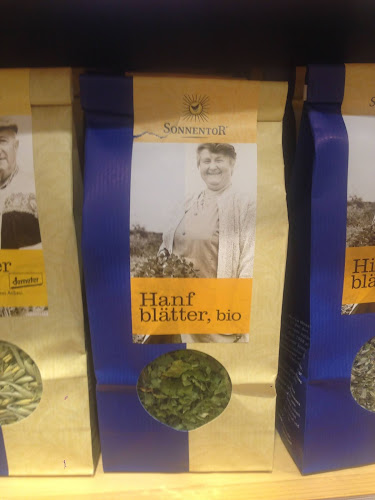 SONNENTOR®
Hanf
blätter, bio
er
demeter
Hi
blä